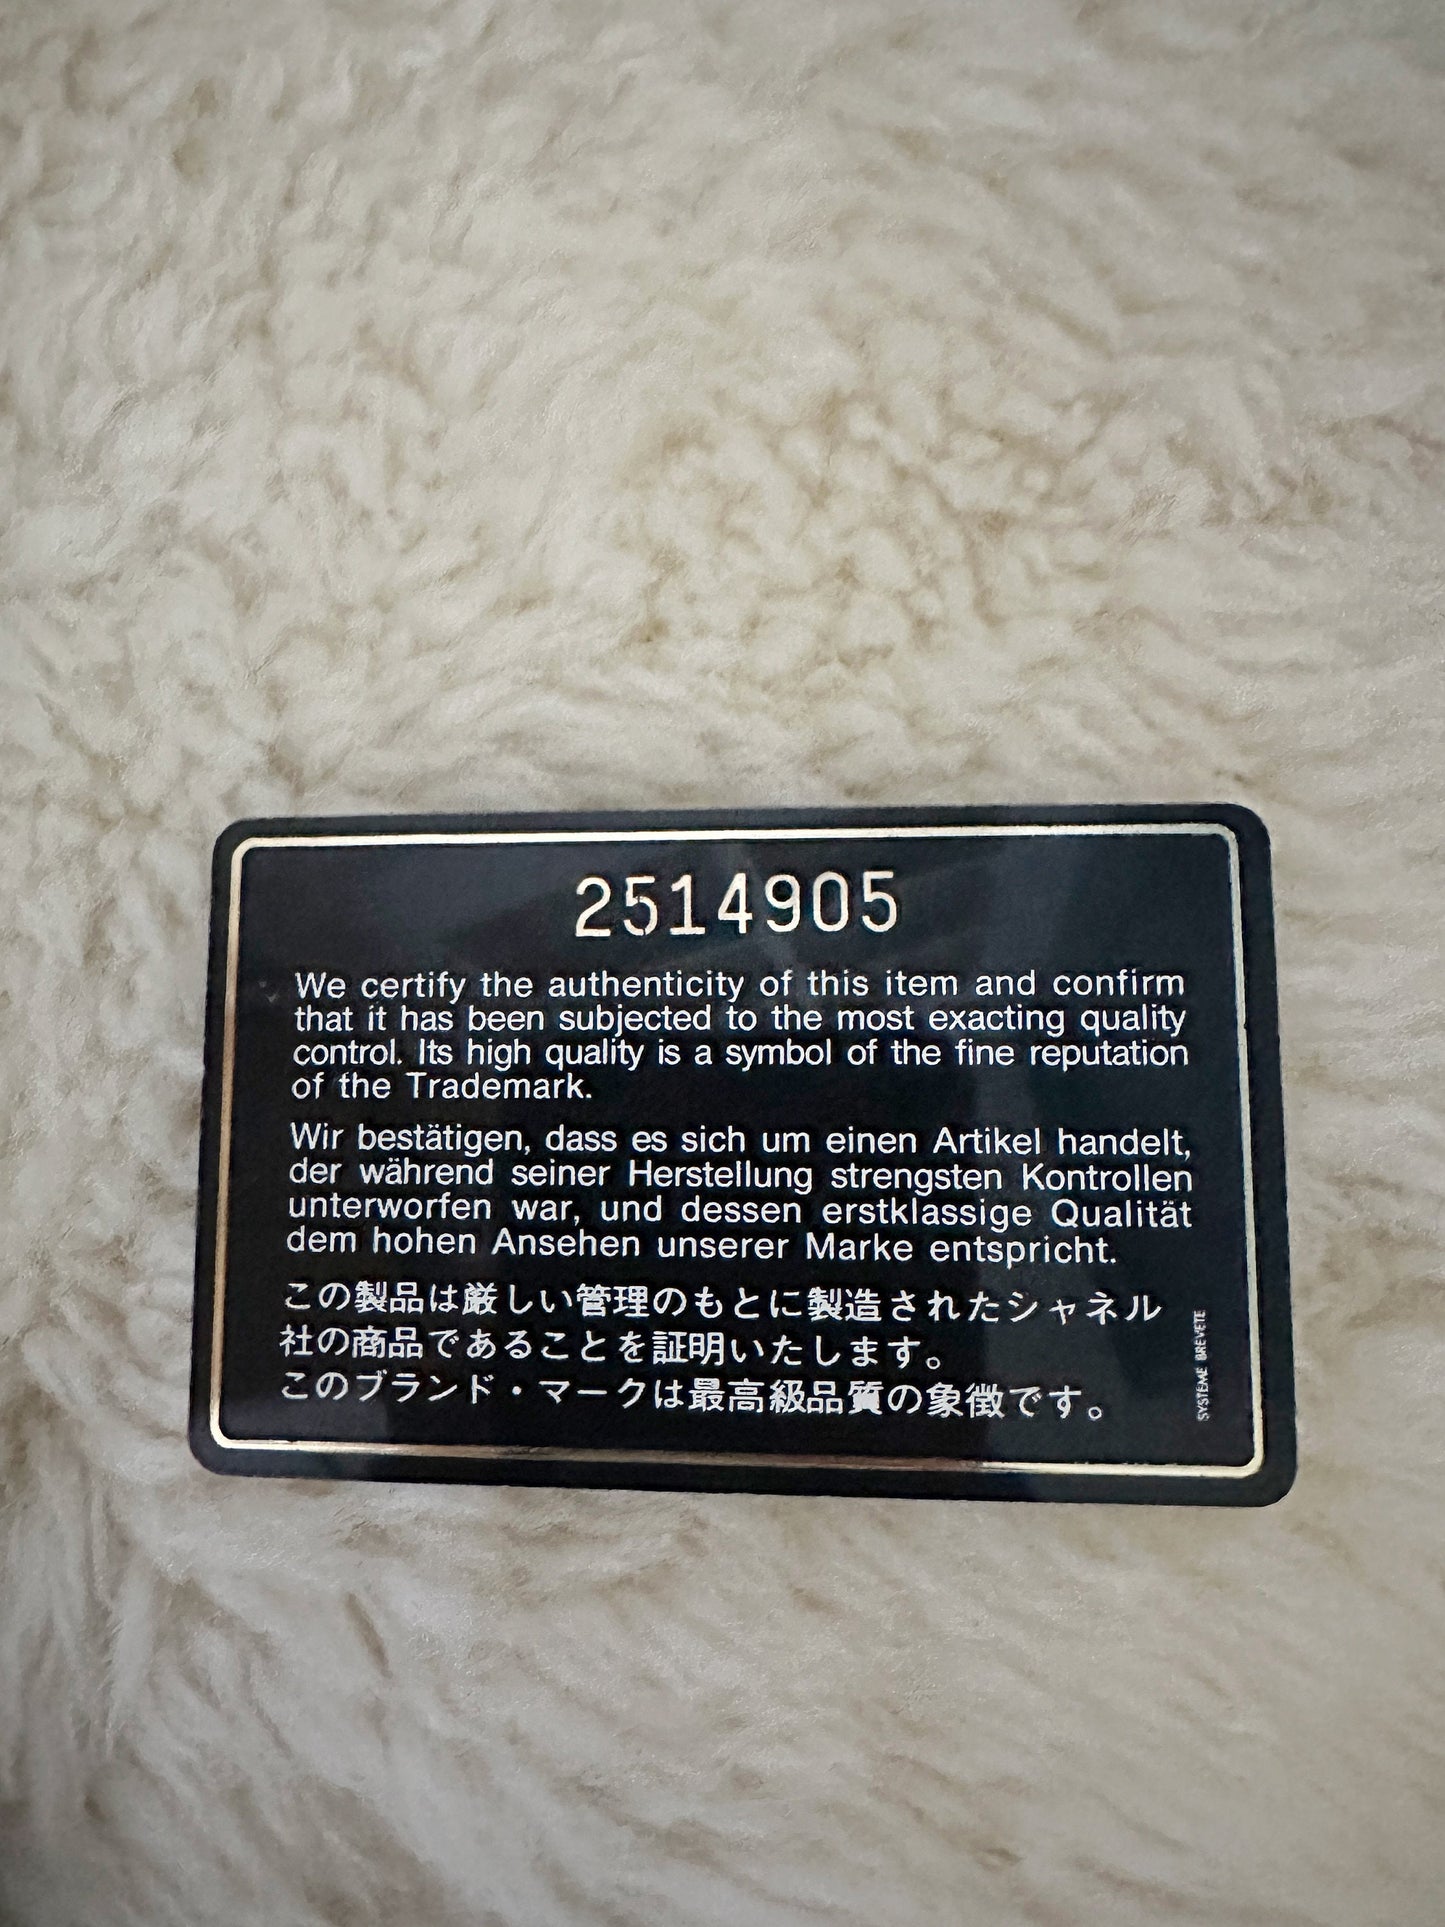 2514905
We certify the authenticity of this item and confirm
that it has been subjected to the most exacting quality
control. Its high quality is a symbol of the fine reputation
of the Trademark.
Wir bestätigen, dass es sich um einen Artikel handelt,
der während seiner Herstellung strengsten Kontrollen
unterworfen war, und dessen erstklassige Qualität
dem hohen Ansehen unserer Marke entspricht.
この製品は厳しい管理のもとに製造されたシャネル
社の商品であることを証明いたします。
このブランド・マークは最高級品質の象徴です。
SYSTEME BREVETE